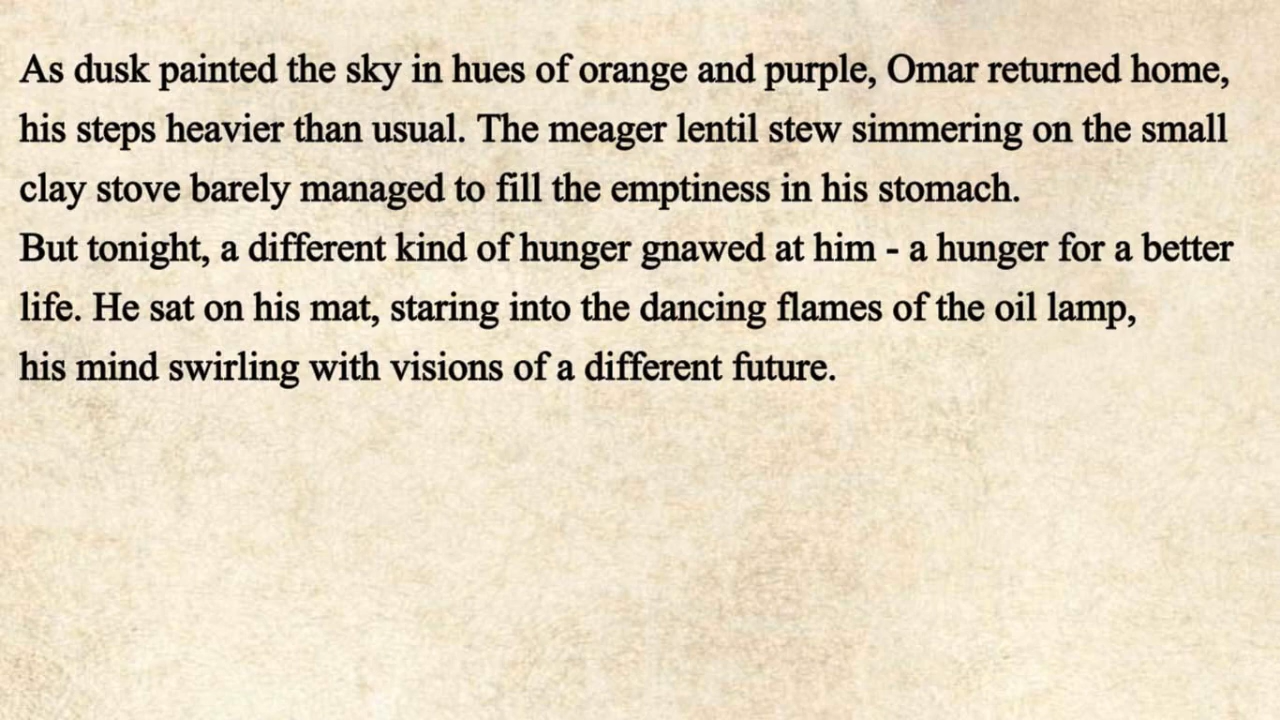 As dusk painted the sky in hues of orange and purple, Omar returned home,
his steps heavier than usual. The meager lentil stew simmering on the small
clay stove barely managed to fill the emptiness in his stomach.
But tonight, a different kind of hunger gnawed at him - a hunger for a better
life. He sat on his mat, staring into the dancing flames of the oil lamp,
his mind swirling with visions of a different future.